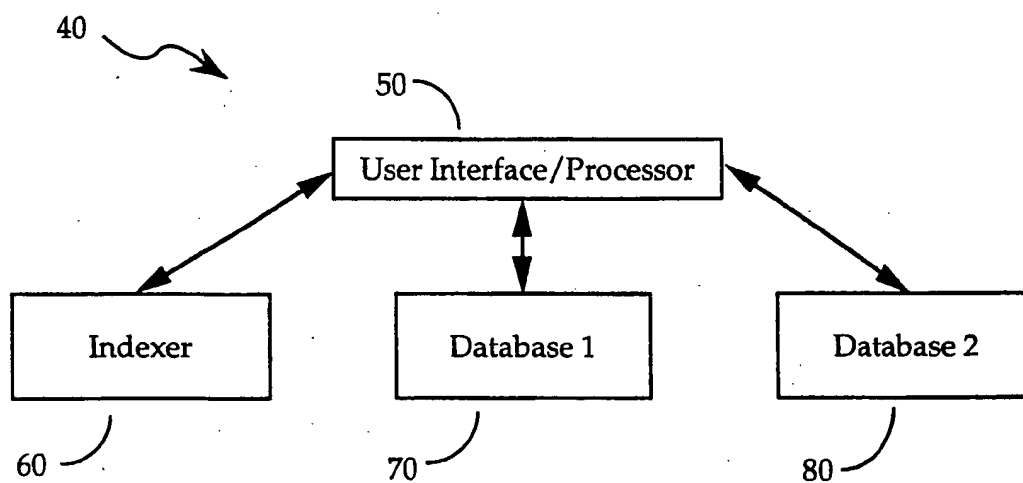 40
50
User Interface/Processor
Indexer
Database 1
Database 2
60
70
80